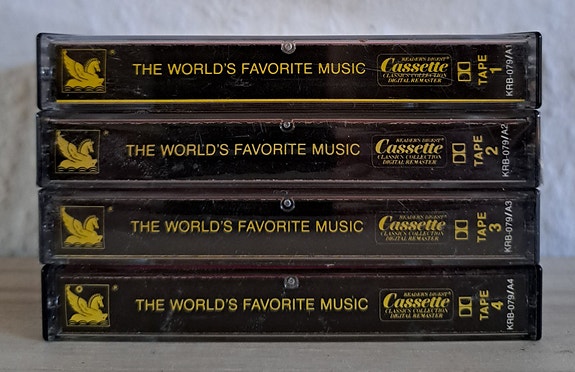 THE WORLD'S FAVORITE MUSIC
READER'S DIGEST®
Cassette
CLASSICS COLLECTION
DIGITAL REMASTER
TAPE 1
KRB-079/A1
THE WORLD'S FAVORITE MUSIC
READER'S DIGEST®
Cassette
CLASSICS COLLECTION
DIGITAL REMASTER
TAPE 2
KRB-079/A2
THE WORLD'S FAVORITE MUSIC
READER'S DIGEST®
Cassette
CLASSICS COLLECTION
DIGITAL REMASTER
TAPE 3
KRB-079/A3
THE WORLD'S FAVORITE MUSIC
READER'S DIGEST®
Cassette
CLASSICS COLLECTION
DIGITAL REMASTER
TAPE 4
KRB-079/A4